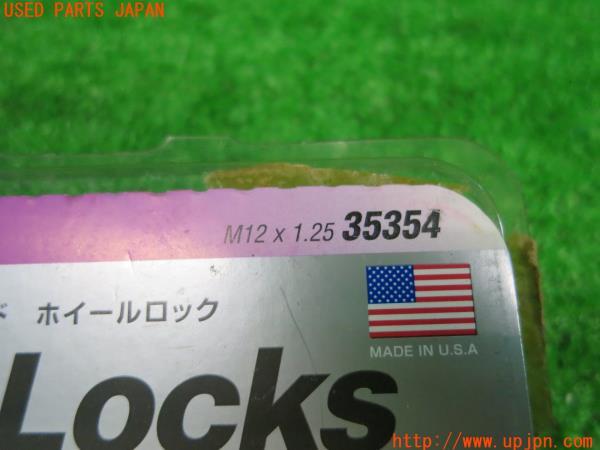 USED PARTS JAPAN
M12 x 1.25 35354
ド ホイールロック
MADE IN U.S.A
Locks
http://www.upjpn.com/